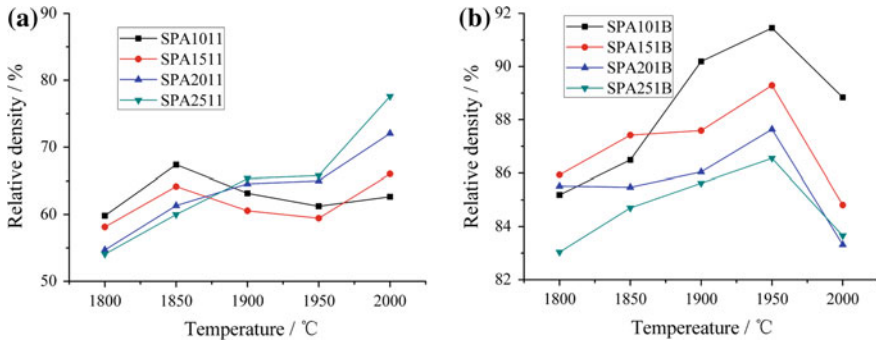 (a)
90
80
70
60
50
Relative density / %
SPA1011
SPA1511
SPA2011
SPA2511
1800 1850 1900 1950 2000
Temperature / ℃
(b)
92
90
88
86
84
82
Relative density / %
SPA101B
SPA151B
SPA201B
SPA251B
1800 1850 1900 1950 2000
Tempereature / ℃